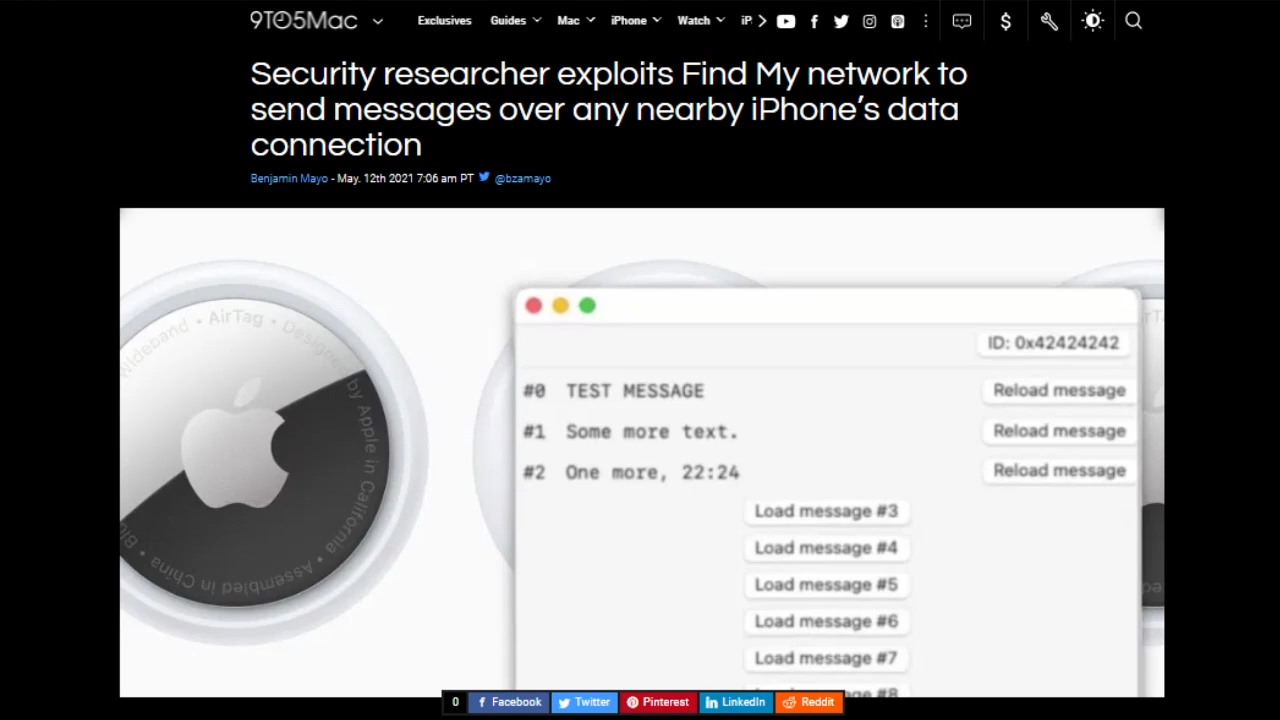 9TO5Mac
Exclusives Guides Mac iPhone Watch iP
Security researcher exploits Find My network to
send messages over any nearby iPhone’s data
connection
Benjamin Mayo - May. 12th 2021 7:06 am PT @bzamayo
ideband • AirTag • Designed by Apple in California • Assembled in China • Bl
ID: 0x42424242
#0 TEST MESSAGE Reload message
#1 Some more text. Reload message
#2 One more, 22:24 Reload message
Load message #3
Load message #4
Load message #5
Load message #6
Load message #7
0 Facebook Twitter Pinterest LinkedIn Reddit